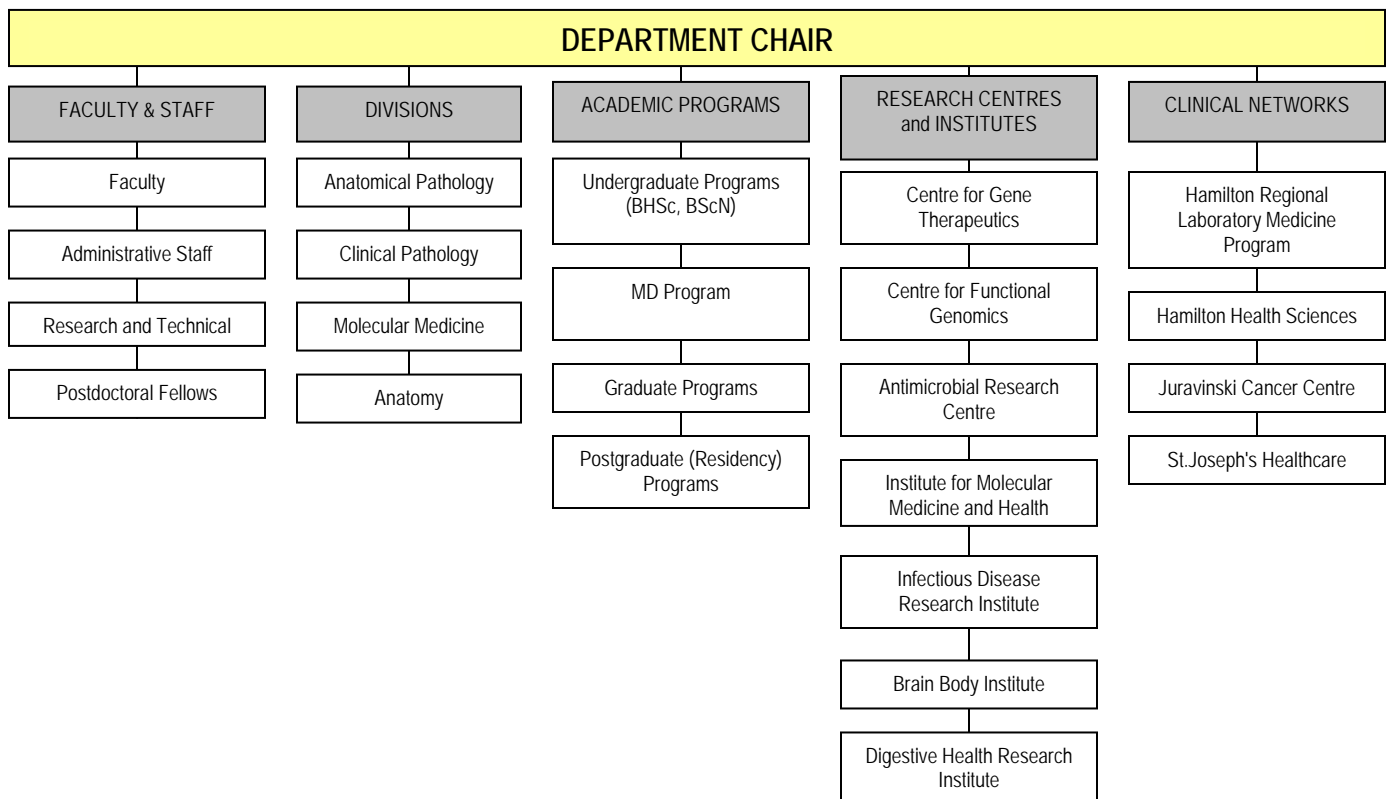 DEPARTMENT CHAIR
FACULTY & STAFF
Faculty
Administrative Staff
Research and Technical
Postdoctoral Fellows
DIVISIONS
Anatomical Pathology
Clinical Pathology
Molecular Medicine
Anatomy
ACADEMIC PROGRAMS
Undergraduate Programs
(BHSc, BScN)
MD Program
Graduate Programs
Postgraduate (Residency)
Programs
RESEARCH CENTRES
and INSTITUTES
Centre for Gene
Therapeutics
Centre for Functional
Genomics
Antimicrobial Research
Centre
Institute for Molecular
Medicine and Health
Infectious Disease
Research Institute
Brain Body Institute
Digestive Health Research
Institute
CLINICAL NETWORKS
Hamilton Regional
Laboratory Medicine
Program
Hamilton Health Sciences
Juravinski Cancer Centre
St.Joseph's Healthcare